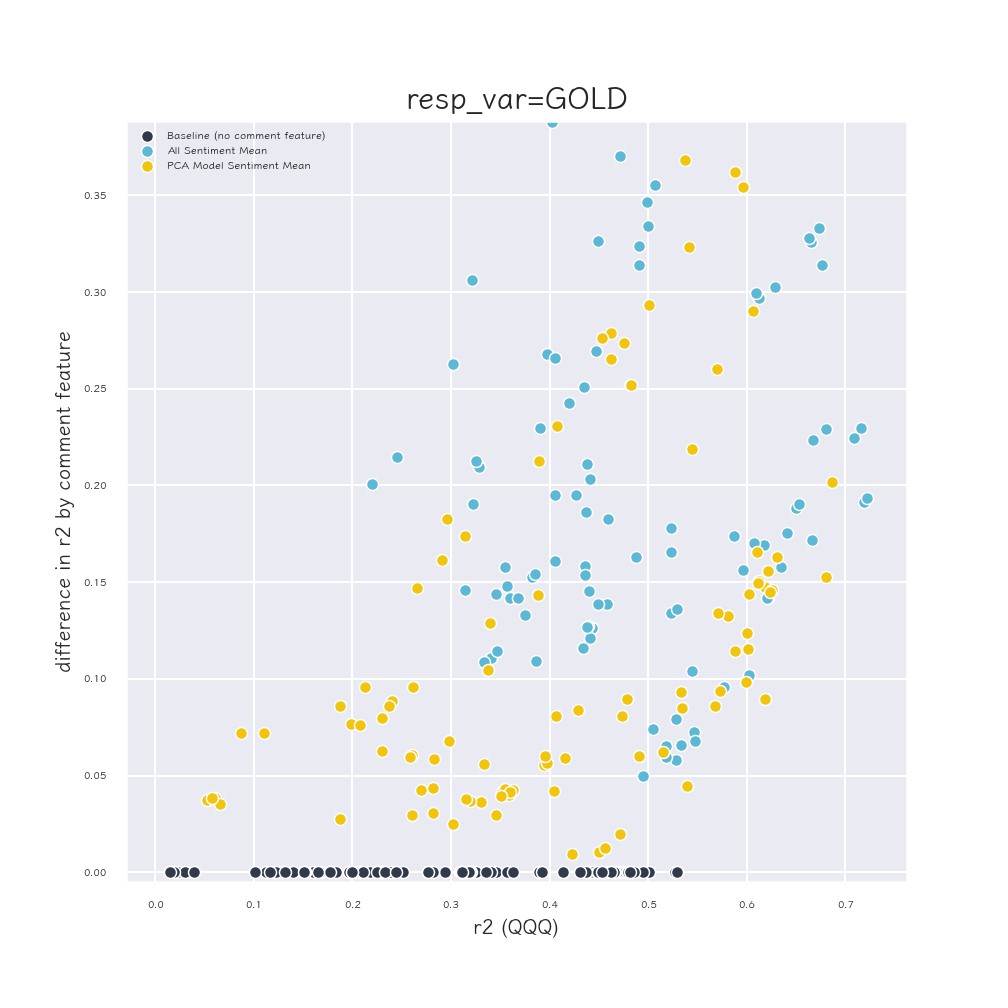 resp_var=GOLD
Baseline (no comment feature)
All Sentiment Mean
PCA Model Sentiment Mean
difference in r2 by comment feature
0.35
0.30
0.25
0.20
0.15
0.10
0.05
0.00
0.0 0.1 0.2 0.3 0.4 0.5 0.6 0.7
r2 (QQQ)